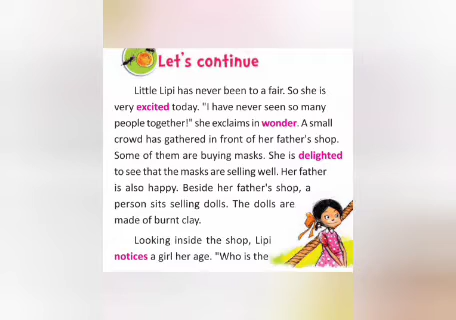 Let's continue
Little Lipi has never been to a fair. So she is
very excited today. "I have never seen so many
people together!" she exclaims in wonder. A small
crowd has gathered in front of her father's shop.
Some of them are buying masks. She is delighted
to see that the masks are selling well. Her father
is also happy. Beside her father's shop, a
person sits selling dolls. The dolls are
made of burnt clay.
Looking inside the shop, Lipi
notices a girl her age. "Who is the